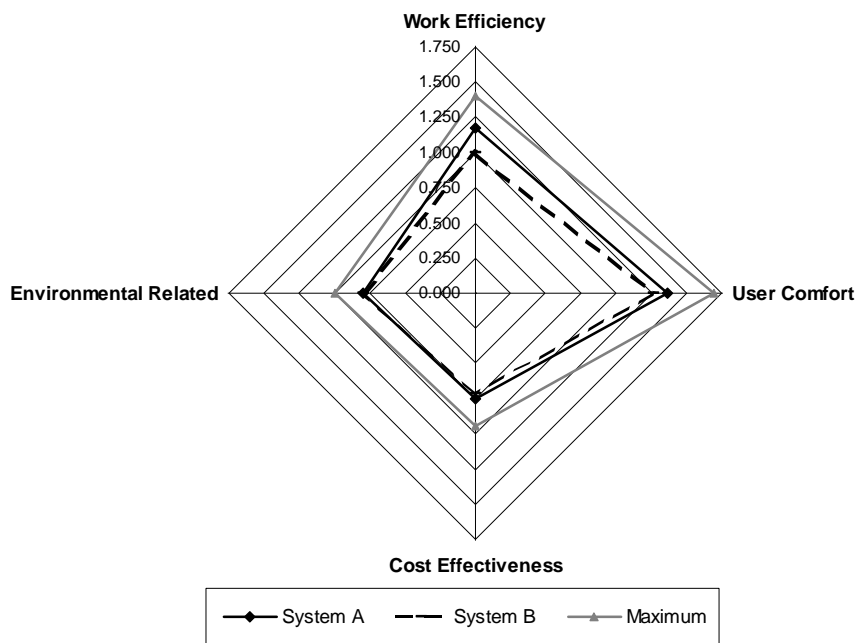 Work Efficiency
1.750
1.500
1.250
1.000
0.750
0.500
0.250
0.000
Environmental Related
User Comfort
Cost Effectiveness
System A System B Maximum